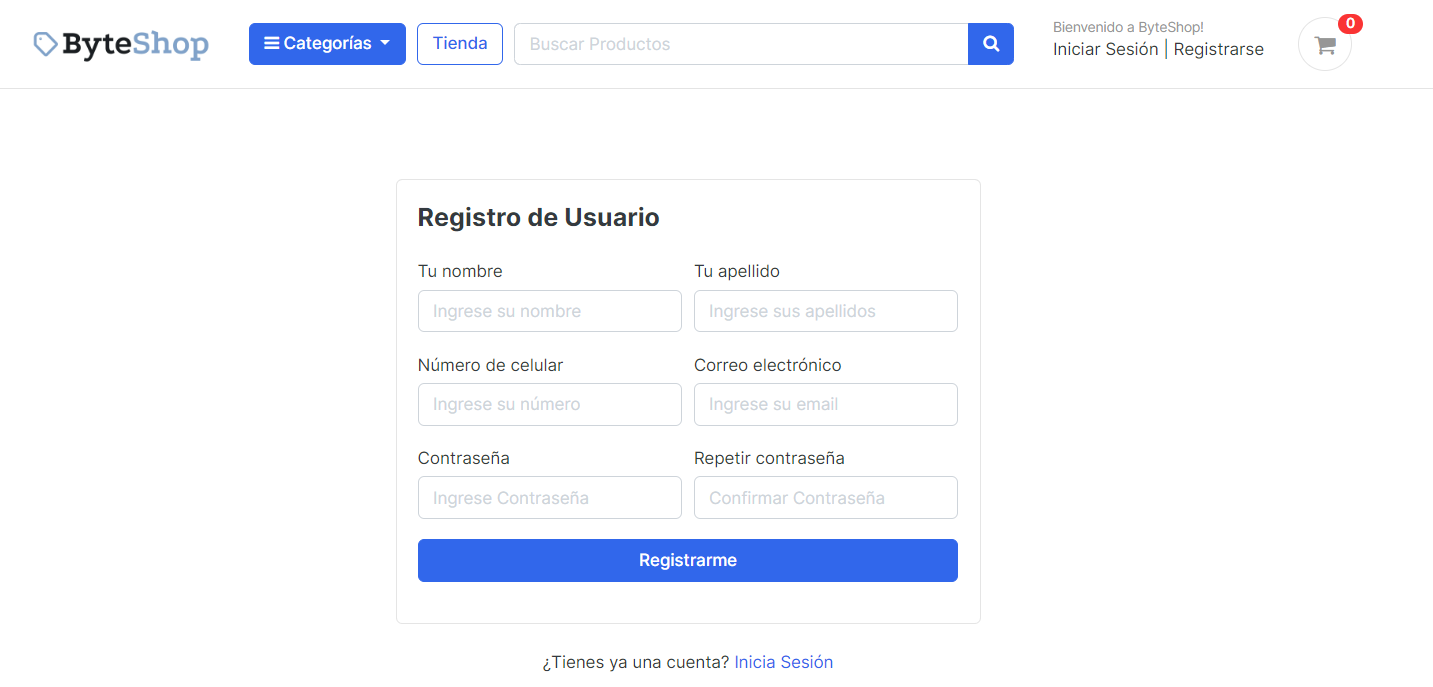 ByteShop
Categorías
Tienda
Buscar Productos
Bienvenido a ByteShop!
Iniciar Sesión | Registrarse
0
Registro de Usuario
Tu nombre
Tu apellido
Ingrese su nombre
Ingrese sus apellidos
Número de celular
Correo electrónico
Ingrese su número
Ingrese su email
Contraseña
Repetir contraseña
Ingrese Contraseña
Confirmar Contraseña
Registrarme
¿Tienes ya una cuenta? Inicia Sesión